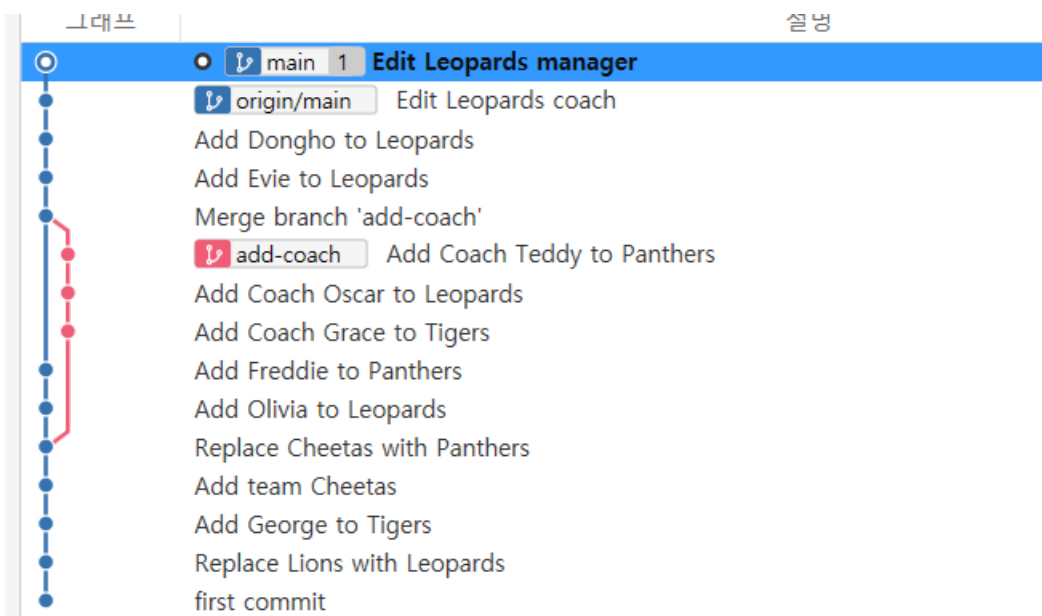 그래프 설명
main 1 Edit Leopards manager
origin/main Edit Leopards coach
Add Dongho to Leopards
Add Evie to Leopards
Merge branch 'add-coach'
add-coach Add Coach Teddy to Panthers
Add Coach Oscar to Leopards
Add Coach Grace to Tigers
Add Freddie to Panthers
Add Olivia to Leopards
Replace Cheetas with Panthers
Add team Cheetas
Add George to Tigers
Replace Lions with Leopards
first commit